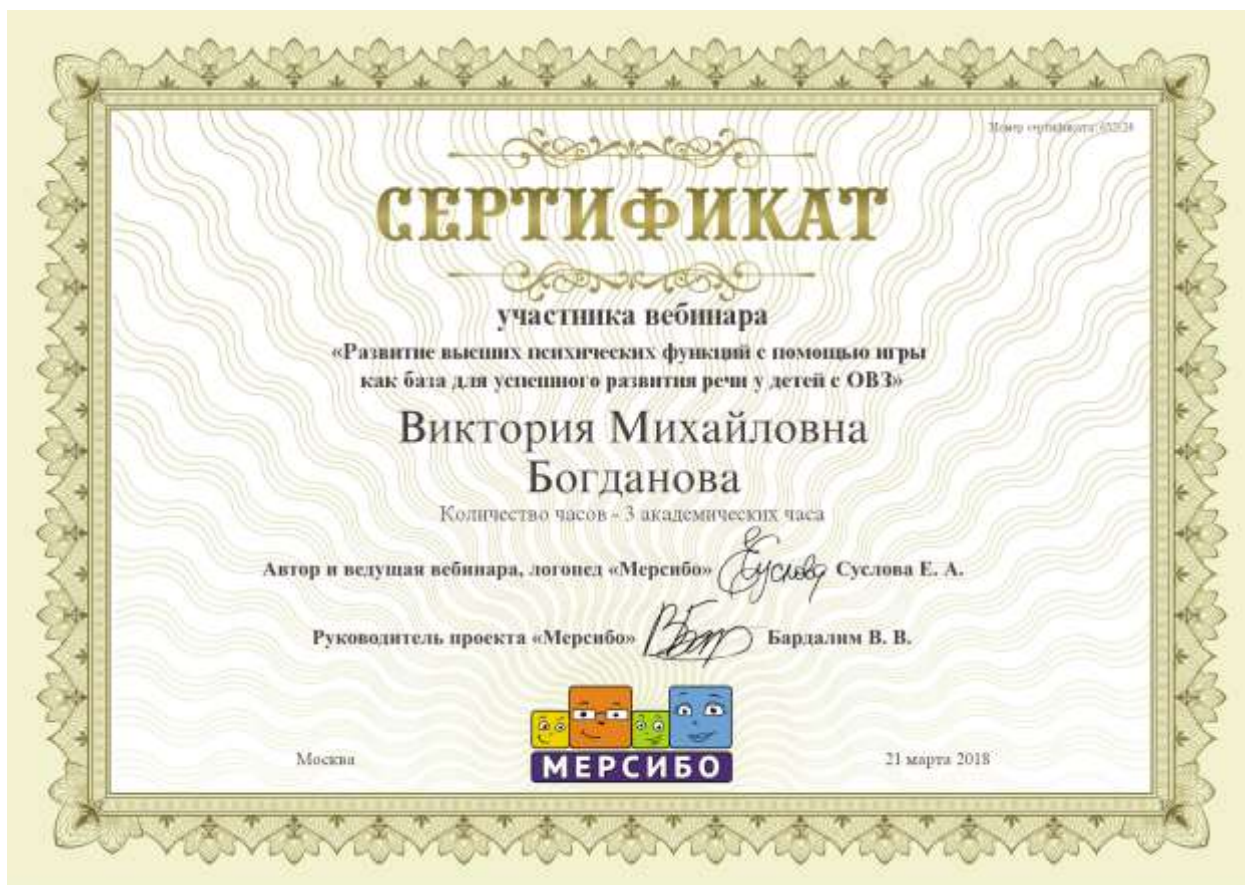 Номер сертификата:
СЕРТИФИКАТ
участника вебинара
«Развитие высших психических функций с помощью игры
как база для успешного развития речи у детей с ОВЗ»
Виктория Михайловна
Богданова
Количество часов - 3 академических часа
Автор и ведущая вебинара, логопед «Мерсибо» Суслова Е. А.
Руководитель проекта «Мерсибо» Бардалим В. В.
МЕРСИБО
Москва 21 марта 2018